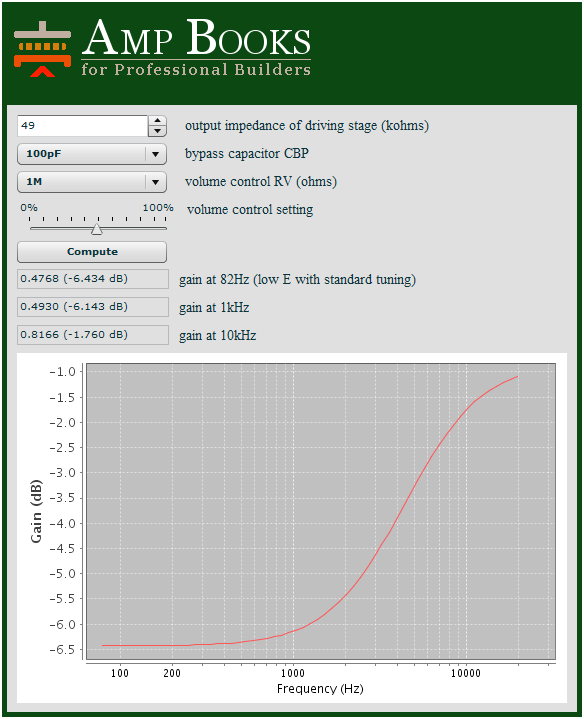 AMP BOOKS
for Professional Builders
49 output impedance of driving stage (kohms)
100pF bypass capacitor CBP
1M volume control RV (ohms)
0% 100% volume control setting
Compute
0.4768 (-6.434 dB) gain at 82Hz (low E with standard tuning)
0.4930 (-6.143 dB) gain at 1kHz
0.8166 (-1.760 dB) gain at 10kHz
Gain (dB)
-1.0
-1.5
-2.0
-2.5
-3.0
-3.5
-4.0
-4.5
-5.0
-5.5
-6.0
-6.5
100 200 1000 10000
Frequency (Hz)